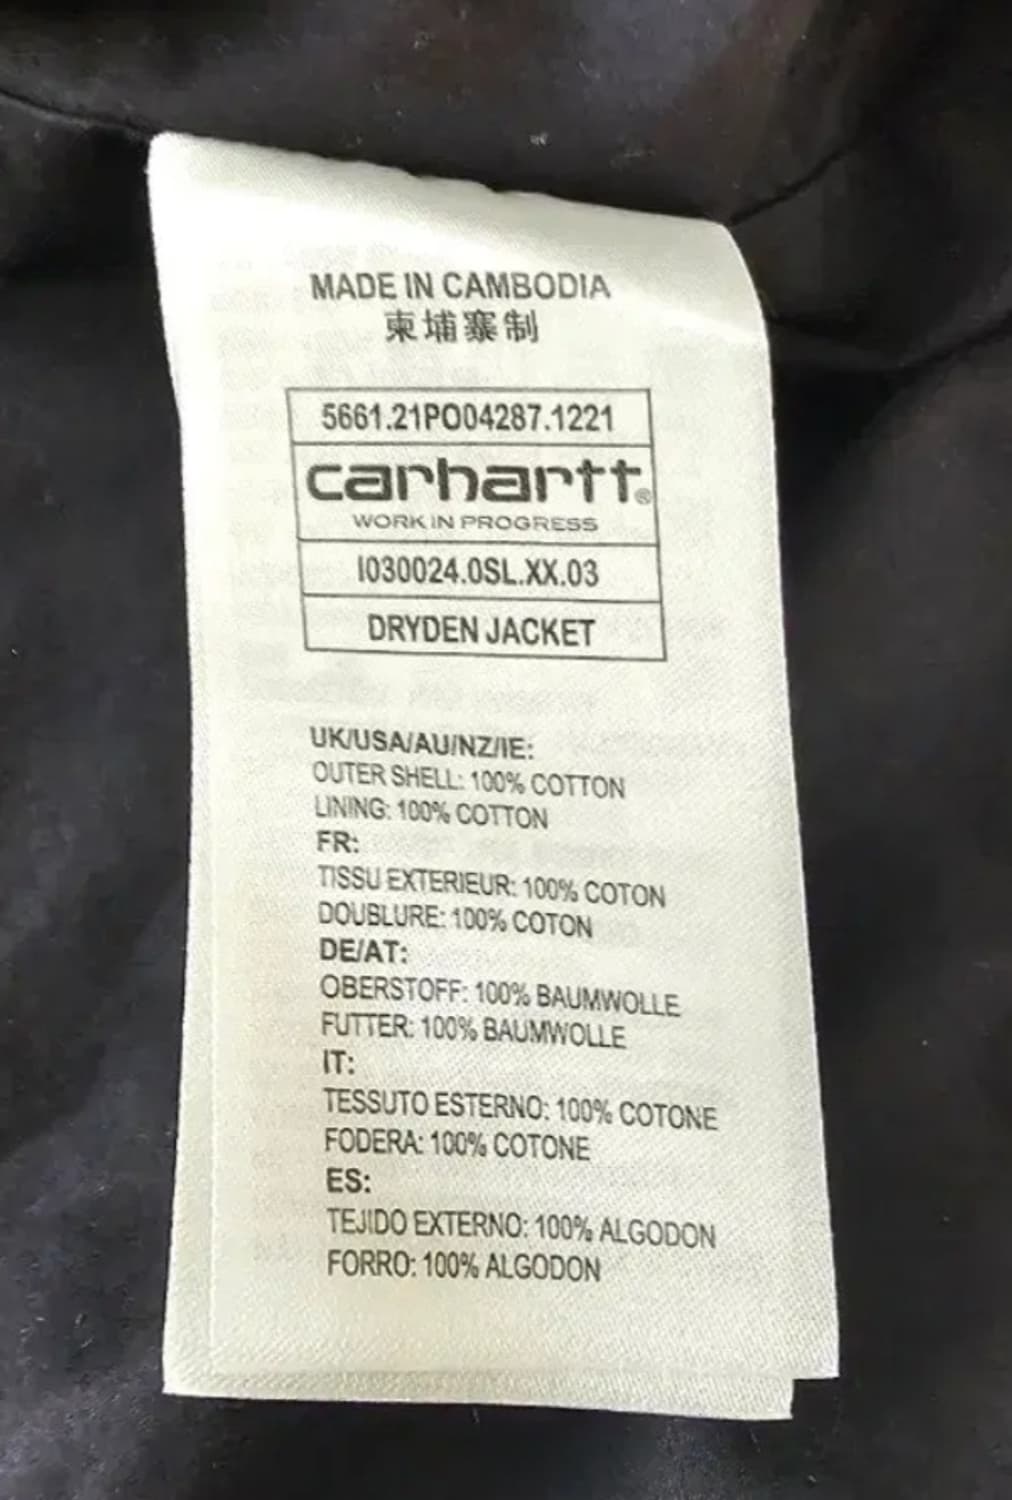 MADE IN CAMBODIA
柬埔寨制
5661.21PO04287.1221
carhartt®
WORK IN PROGRESS
I030024.0SL.XX.03
DRYDEN JACKET
UK/USA/AU/NZ/IE:
OUTER SHELL: 100% COTTON
LINING: 100% COTTON
FR:
TISSU EXTERIEUR: 100% COTON
DOUBLURE: 100% COTON
DE/AT:
OBERSTOFF: 100% BAUMWOLLE
FUTTER: 100% BAUMWOLLE
IT:
TESSUTO ESTERNO: 100% COTONE
FODERA: 100% COTONE
ES:
TEJIDO EXTERNO: 100% ALGODON
FORRO: 100% ALGODON